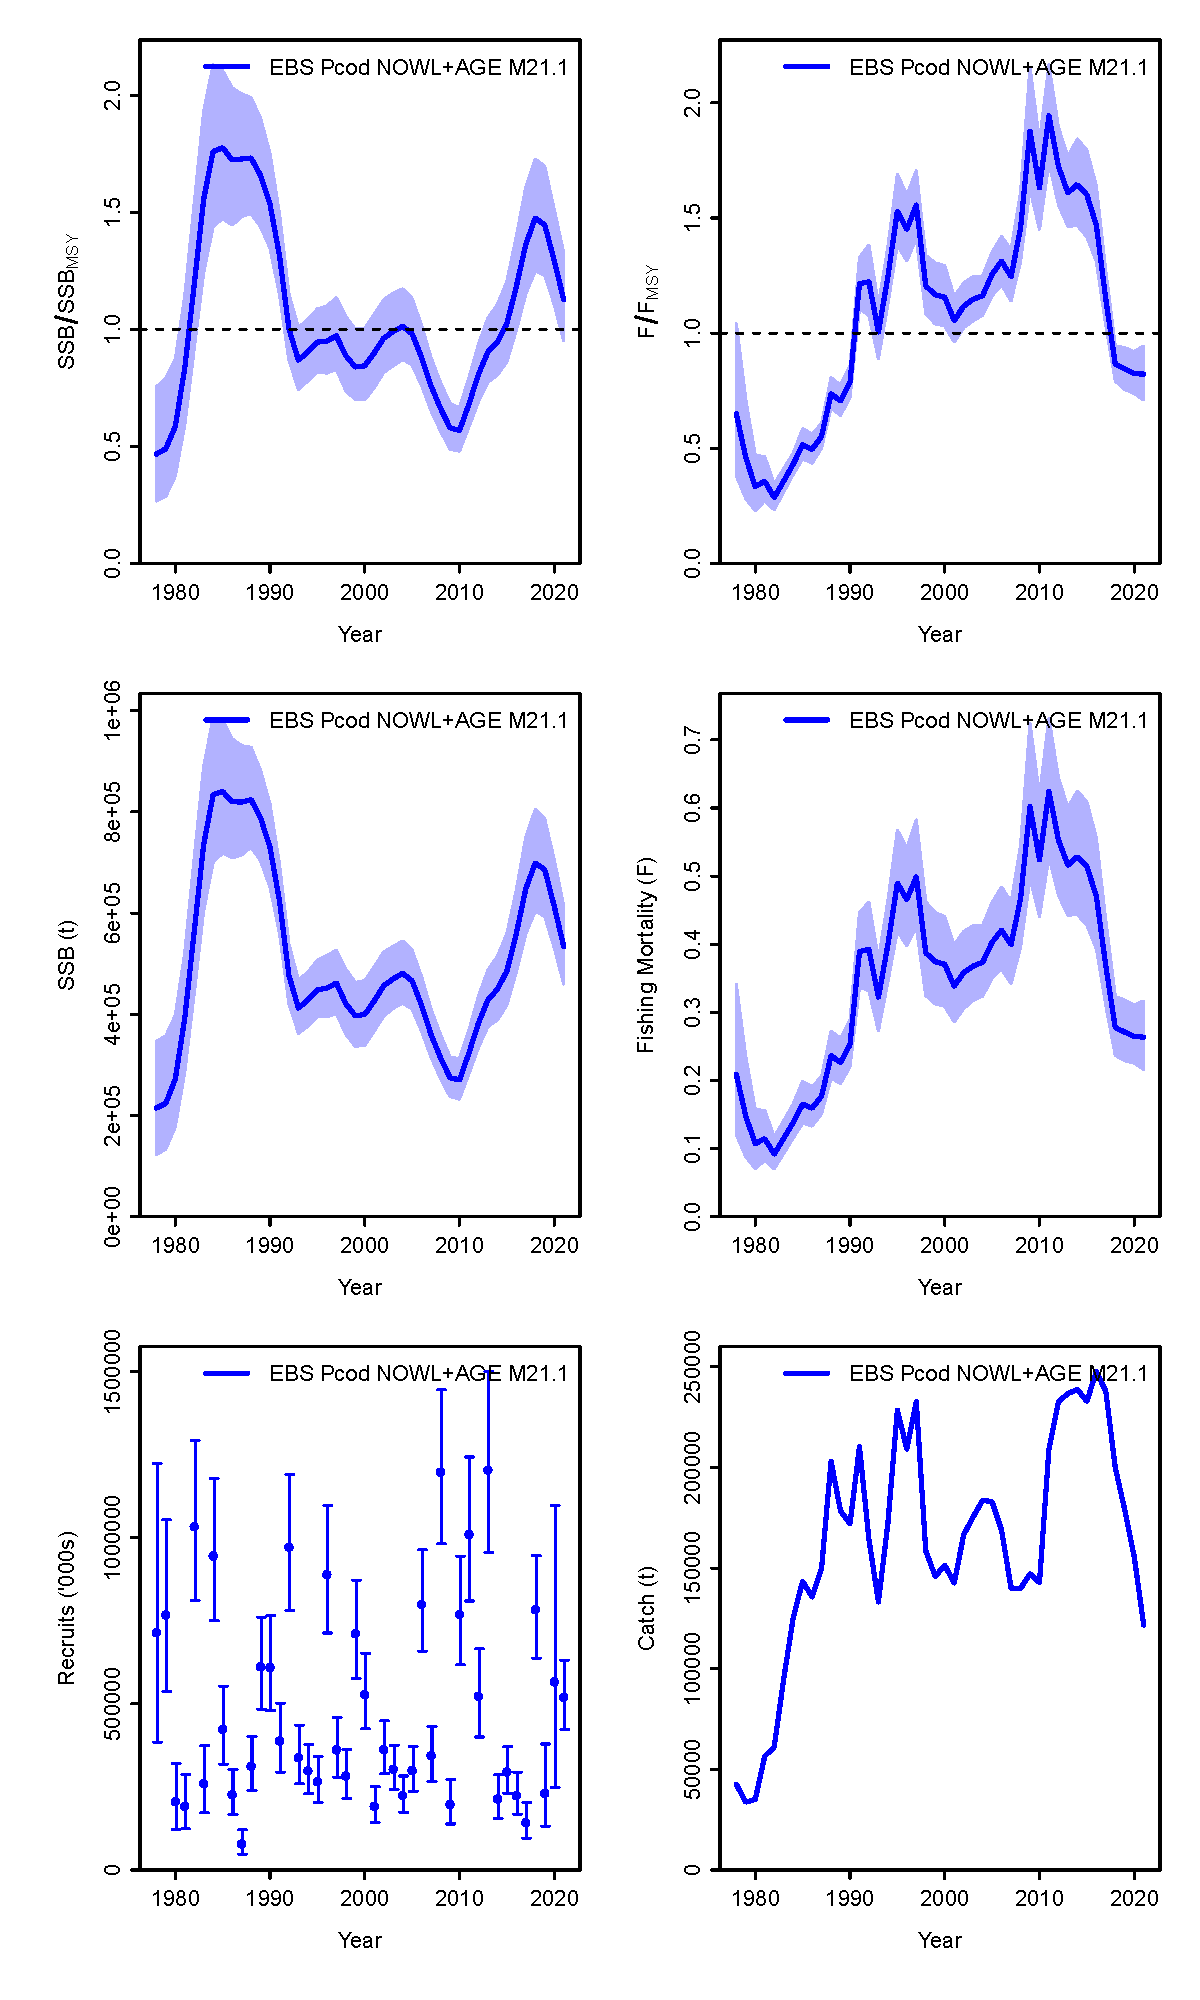 EBS Pcod NOWL+AGE M21.1
SSB/SSBMSY
0.0 0.5 1.0 1.5 2.0
1980 1990 2000 2010 2020
Year
EBS Pcod NOWL+AGE M21.1
F/FMSY
0.0 0.5 1.0 1.5 2.0
1980 1990 2000 2010 2020
Year
EBS Pcod NOWL+AGE M21.1
SSB (t)
0e+00 2e+05 4e+05 6e+05 8e+05 1e+06
1980 1990 2000 2010 2020
Year
EBS Pcod NOWL+AGE M21.1
Fishing Mortality (F)
0.0 0.1 0.2 0.3 0.4 0.5 0.6 0.7
1980 1990 2000 2010 2020
Year
EBS Pcod NOWL+AGE M21.1
Recruits ('000s)
0 500000 1000000 1500000
1980 1990 2000 2010 2020
Year
EBS Pcod NOWL+AGE M21.1
Catch (t)
0 50000 100000 150000 200000 250000
1980 1990 2000 2010 2020
Year